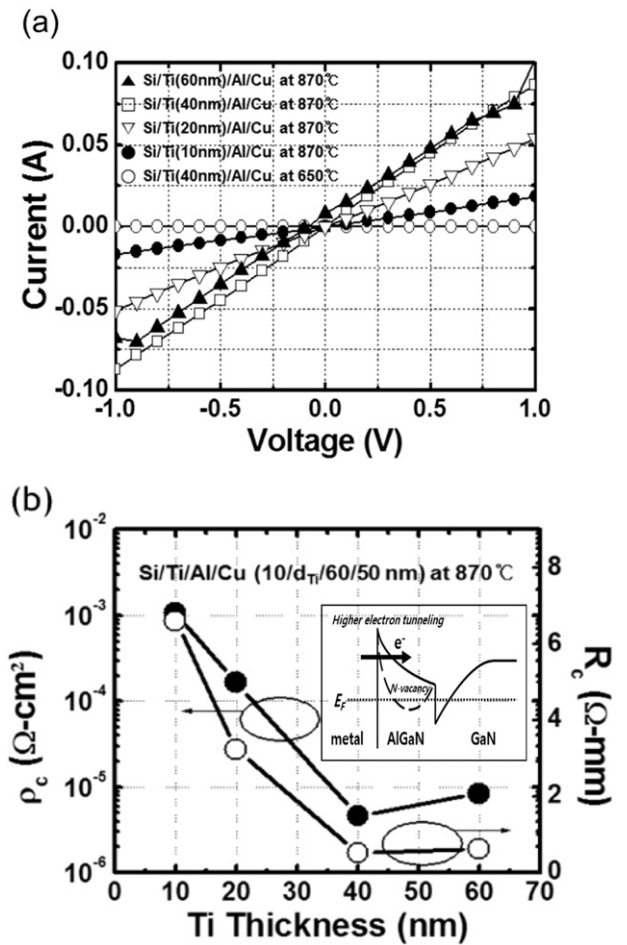 (a)
0.10
0.05
0.00
-0.05
-0.10
Current (A)
Si/Ti(60nm)/Al/Cu at 870℃
Si/Ti(40nm)/Al/Cu at 870℃
Si/Ti(20nm)/Al/Cu at 870℃
Si/Ti(10nm)/Al/Cu at 870℃
Si/Ti(40nm)/Al/Cu at 650℃
-1.0 -0.5 0.0 0.5 1.0
Voltage (V)
(b)
10⁻²
10⁻³
10⁻⁴
10⁻⁵
10⁻⁶
ρc (Ω-cm²)
Si/Ti/Al/Cu (10/dTi/60/50 nm) at 870℃
Higher electron tunneling
e⁻
N-vacancy
EF
metal AlGaN GaN
8
6
4
2
0
Rc (Ω-mm)
0 10 20 30 40 50 60 70
Ti Thickness (nm)